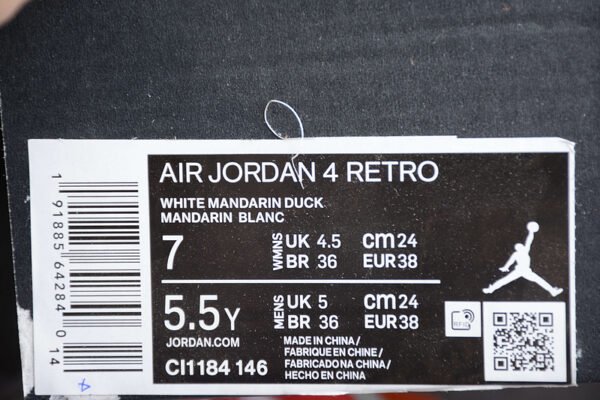 AIR JORDAN 4 RETRO
WHITE MANDARIN DUCK
MANDARIN BLANC
7 WMNS UK 4.5 cm 24
BR 36 EUR 38
5.5Y MENS UK 5 cm 24
BR 36 EUR 38
JORDAN.COM
CI1184 146
MADE IN CHINA/
FABRIQUE EN CHINE/
FABRICADO NA CHINA/
HECHO EN CHINA
RFID
1 91885 64284 0 14